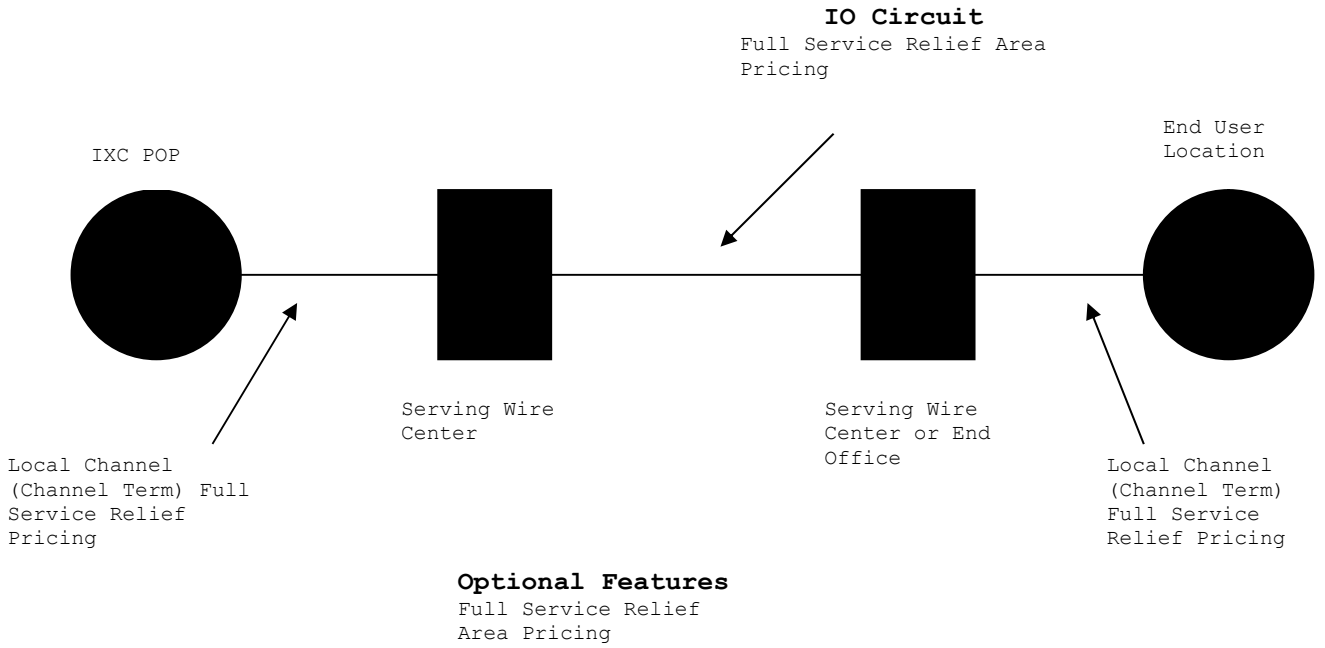 IO Circuit
Full Service Relief Area
Pricing
End User
Location
IXC POP
Serving Wire
Center
Serving Wire
Center or End
Office
Local Channel
(Channel Term) Full
Service Relief
Pricing
Local Channel
(Channel Term)
Full Service
Relief Pricing
Optional Features
Full Service Relief
Area Pricing